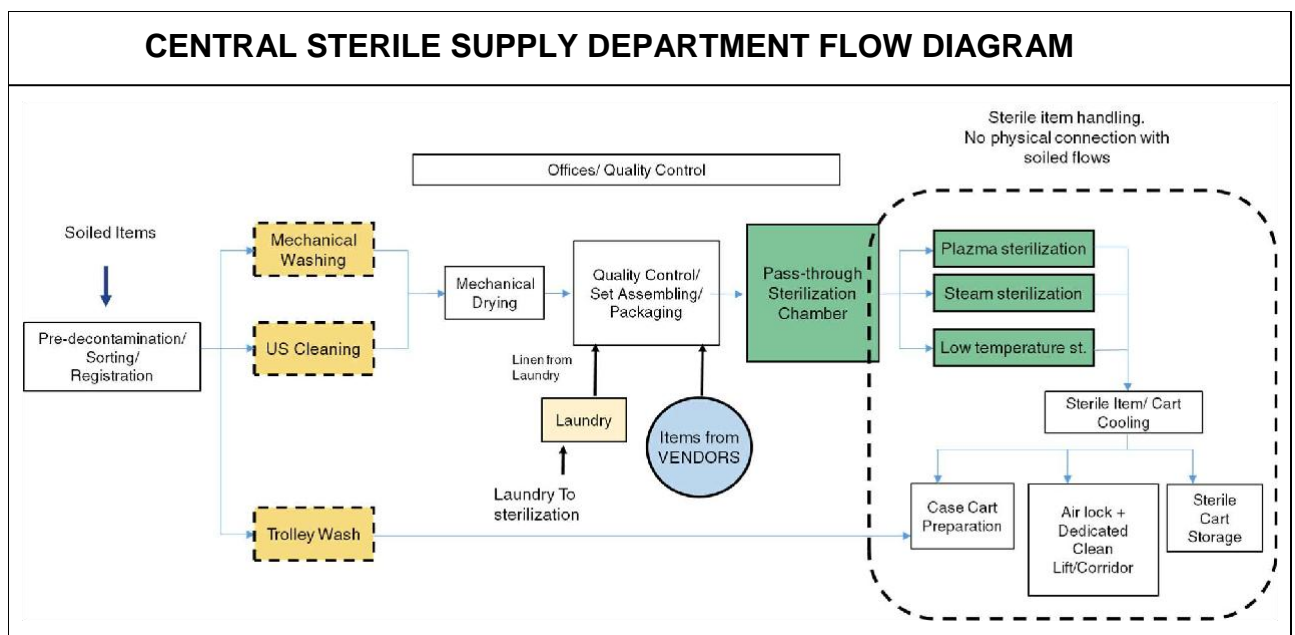 CENTRAL STERILE SUPPLY DEPARTMENT FLOW DIAGRAM
Sterile item handling.
No physical connection with
soiled flows
Offices/ Quality Control
Soiled Items
Pre-decontamination/
Sorting/
Registration
Mechanical
Washing
US Cleaning
Trolley Wash
Mechanical
Drying
Quality Control/
Set Assembling/
Packaging
Linen from
Laundry
Laundry
Laundry To
sterilization
Items from
VENDORS
Pass-through
Sterilization
Chamber
Plazma sterilization
Steam sterilization
Low temperature st.
Sterile Item/ Cart
Cooling
Case Cart
Preparation
Air lock +
Dedicated
Clean
Lift/Corridor
Sterile
Cart
Storage